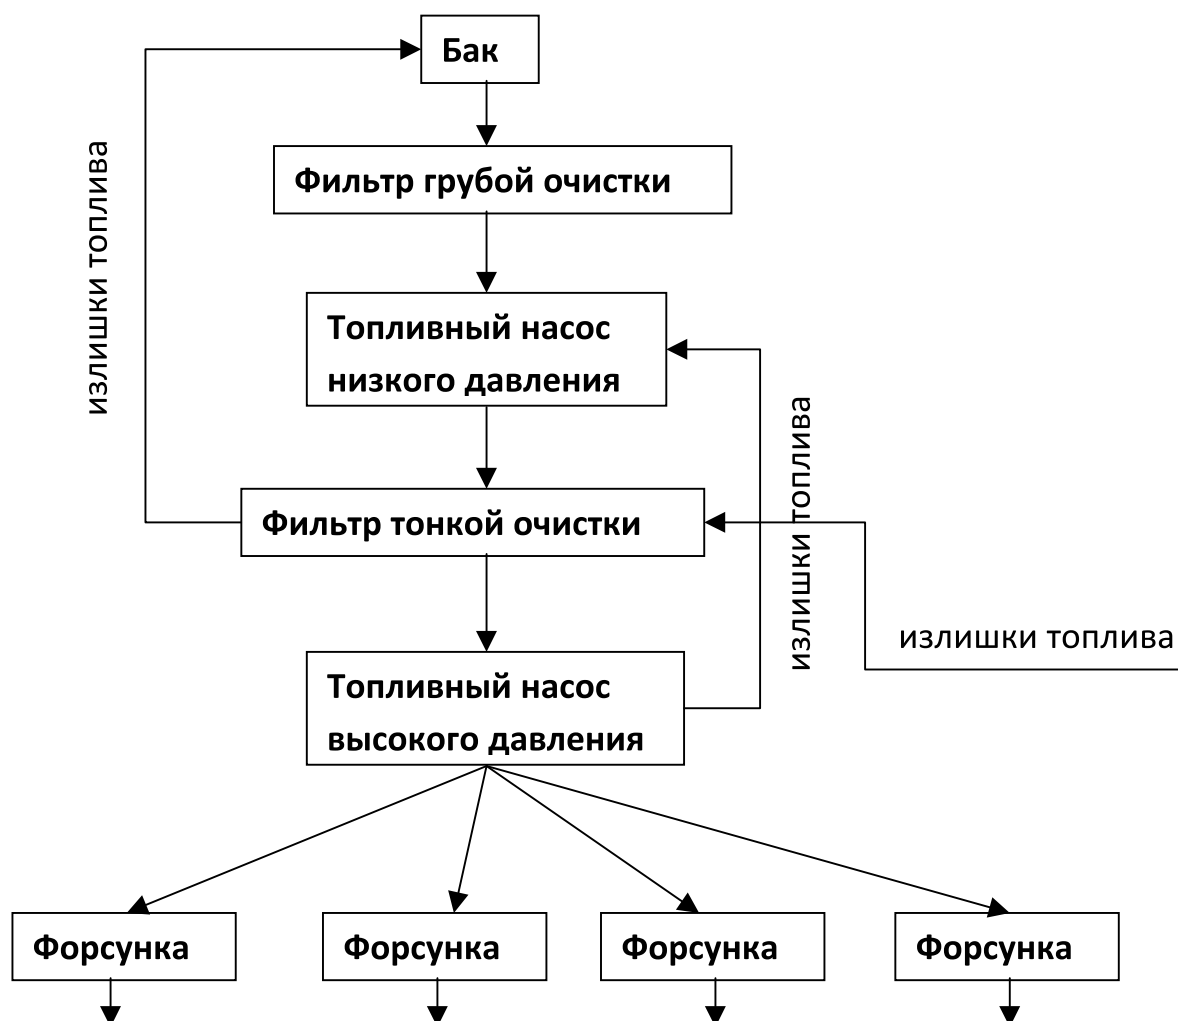 Бак
излишки топлива
Фильтр грубой очистки
Топливный насос
низкого давления
излишки топлива
Фильтр тонкой очистки
излишки топлива
Топливный насос
высокого давления
Форсунка
Форсунка
Форсунка
Форсунка